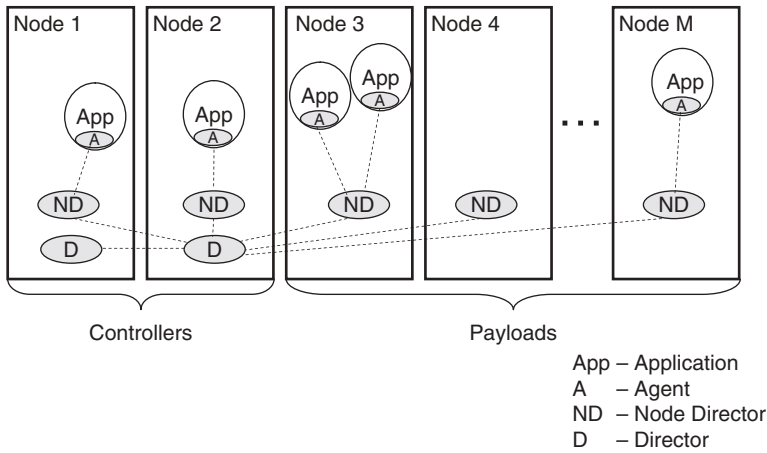 Node 1
Node 2
Node 3
Node 4
Node M
App
A
App
A
App
A
App
A
App
A
. . .
ND
ND
ND
ND
ND
D
D
Controllers
Payloads
App – Application
A – Agent
ND – Node Director
D – Director